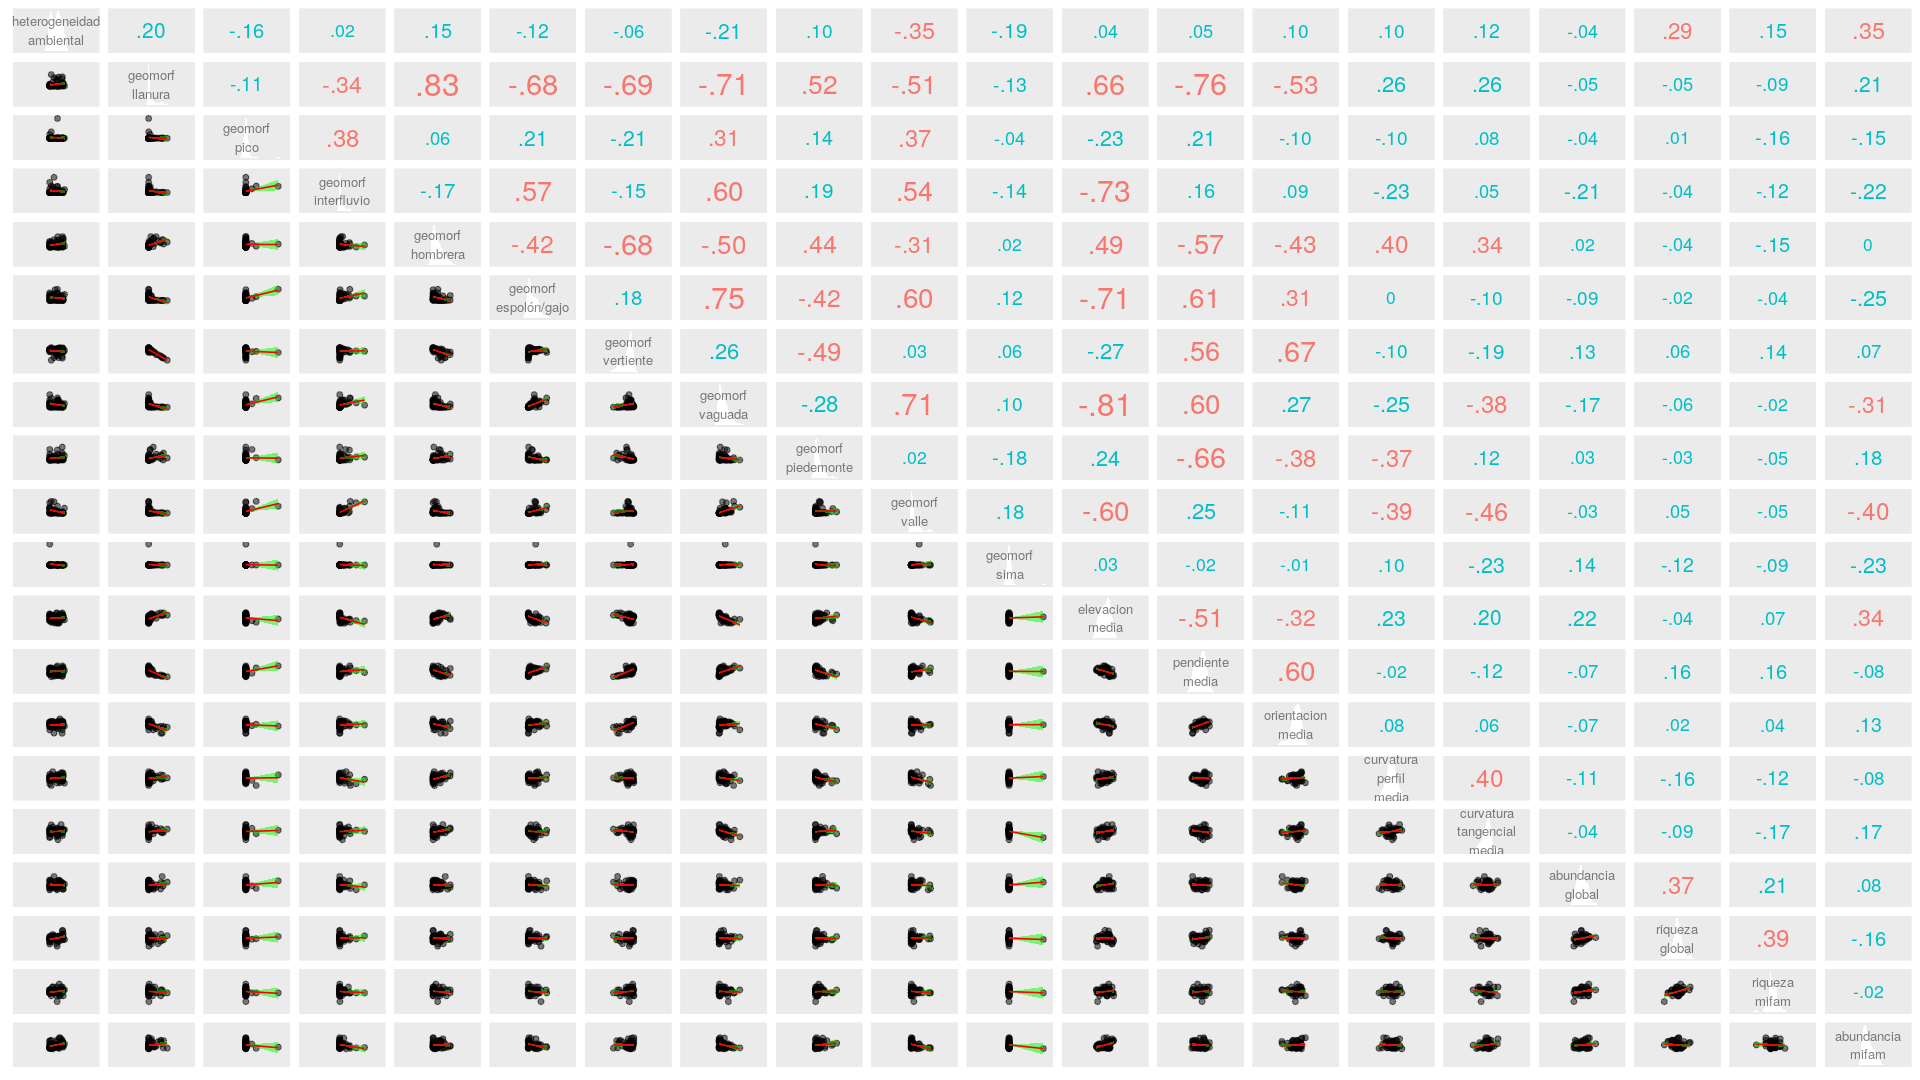 heterogeneidad
ambiental
.20 -.16 .02 .15 -.12 -.06 -.21 .10 -.35 -.19 .04 .05 .10 .10 .12 -.04 .29 .15 .35
geomorf
llanura
-.11 -.34 .83 -.68 -.69 -.71 .52 -.51 -.13 .66 -.76 -.53 .26 .26 -.05 -.05 -.09 .21
geomorf
pico
.38 .06 .21 -.21 .31 .14 .37 -.04 -.23 .21 -.10 -.10 .08 -.04 .01 -.16 -.15
geomorf
interfluvio
-.17 .57 -.15 .60 .19 .54 -.14 -.73 .16 .09 -.23 .05 -.21 -.04 -.12 -.22
geomorf
hombrera
-.42 -.68 -.50 .44 -.31 .02 .49 -.57 -.43 .40 .34 .02 -.04 -.15 0
geomorf
espolón/gajo
.18 .75 -.42 .60 .12 -.71 .61 .31 0 -.10 -.09 -.02 -.04 -.25
geomorf
vertiente
.26 -.49 .03 .06 -.27 .56 .67 -.10 -.19 .13 .06 .14 .07
geomorf
vaguada
-.28 .71 .10 -.81 .60 .27 -.25 -.38 -.17 -.06 -.02 -.31
geomorf
piedemonte
.02 -.18 .24 -.66 -.38 -.37 .12 .03 -.03 -.05 .18
geomorf
valle
.18 -.60 .25 -.11 -.39 -.46 -.03 .05 -.05 -.40
geomorf
sima
.03 -.02 -.01 .10 -.23 .14 -.12 -.09 -.23
elevacion
media
-.51 -.32 .23 .20 .22 -.04 .07 .34
pendiente
media
.60 -.02 -.12 -.07 .16 .16 -.08
orientacion
media
.08 .06 -.07 .02 .04 .13
curvatura
perfil
media
.40 -.11 -.16 -.12 -.08
curvatura
tangencial
media
-.04 -.09 -.17 .17
abundancia
global
.37 .21 .08
riqueza
global
.39 -.16
riqueza
mifam
-.02
abundancia
mifam